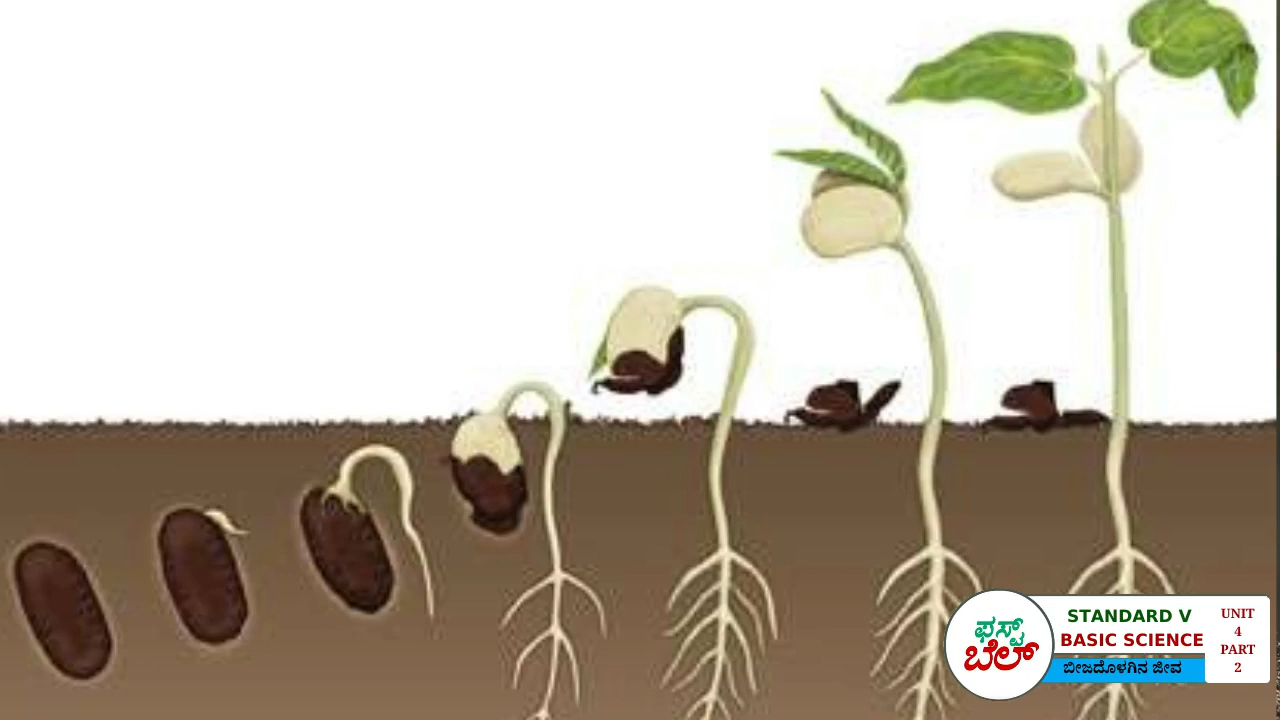 ಫಸ್ಟ್
ಬೆಲ್
STANDARD V
BASIC SCIENCE
ಬೀಜದೊಳಗಿನ ಜೀವ
UNIT
4
PART
2